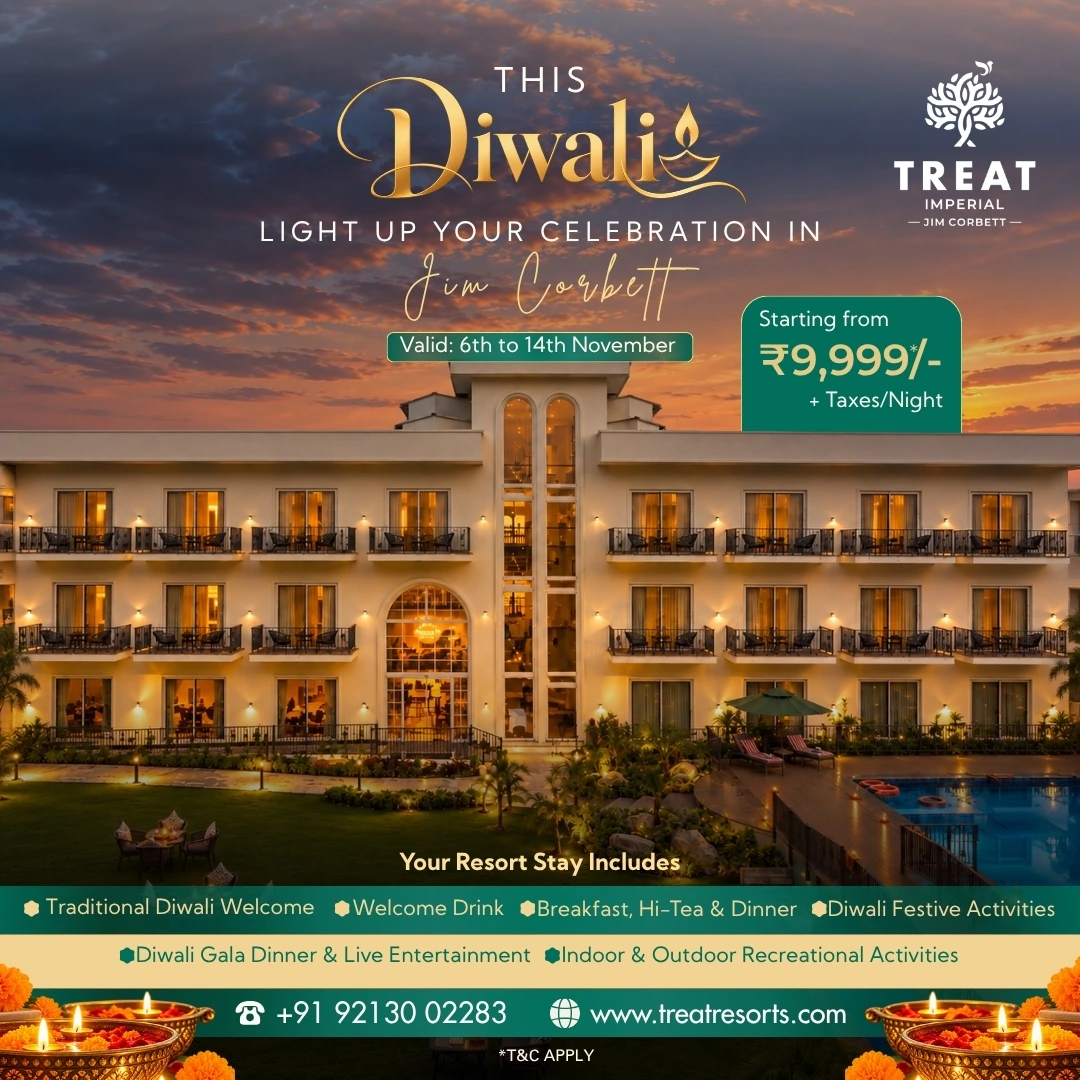 THIS
Diwali
LIGHT UP YOUR CELEBRATION IN
Jim Corbett
Valid: 6th to 14th November
TREAT
IMPERIAL
JIM CORBETT
Starting from
₹9,999*/-
+ Taxes/Night
Your Resort Stay Includes
Traditional Diwali Welcome Welcome Drink Breakfast, Hi-Tea & Dinner Diwali Festive Activities
Diwali Gala Dinner & Live Entertainment Indoor & Outdoor Recreational Activities
+91 92130 02283 www.treatresorts.com
*T&C APPLY